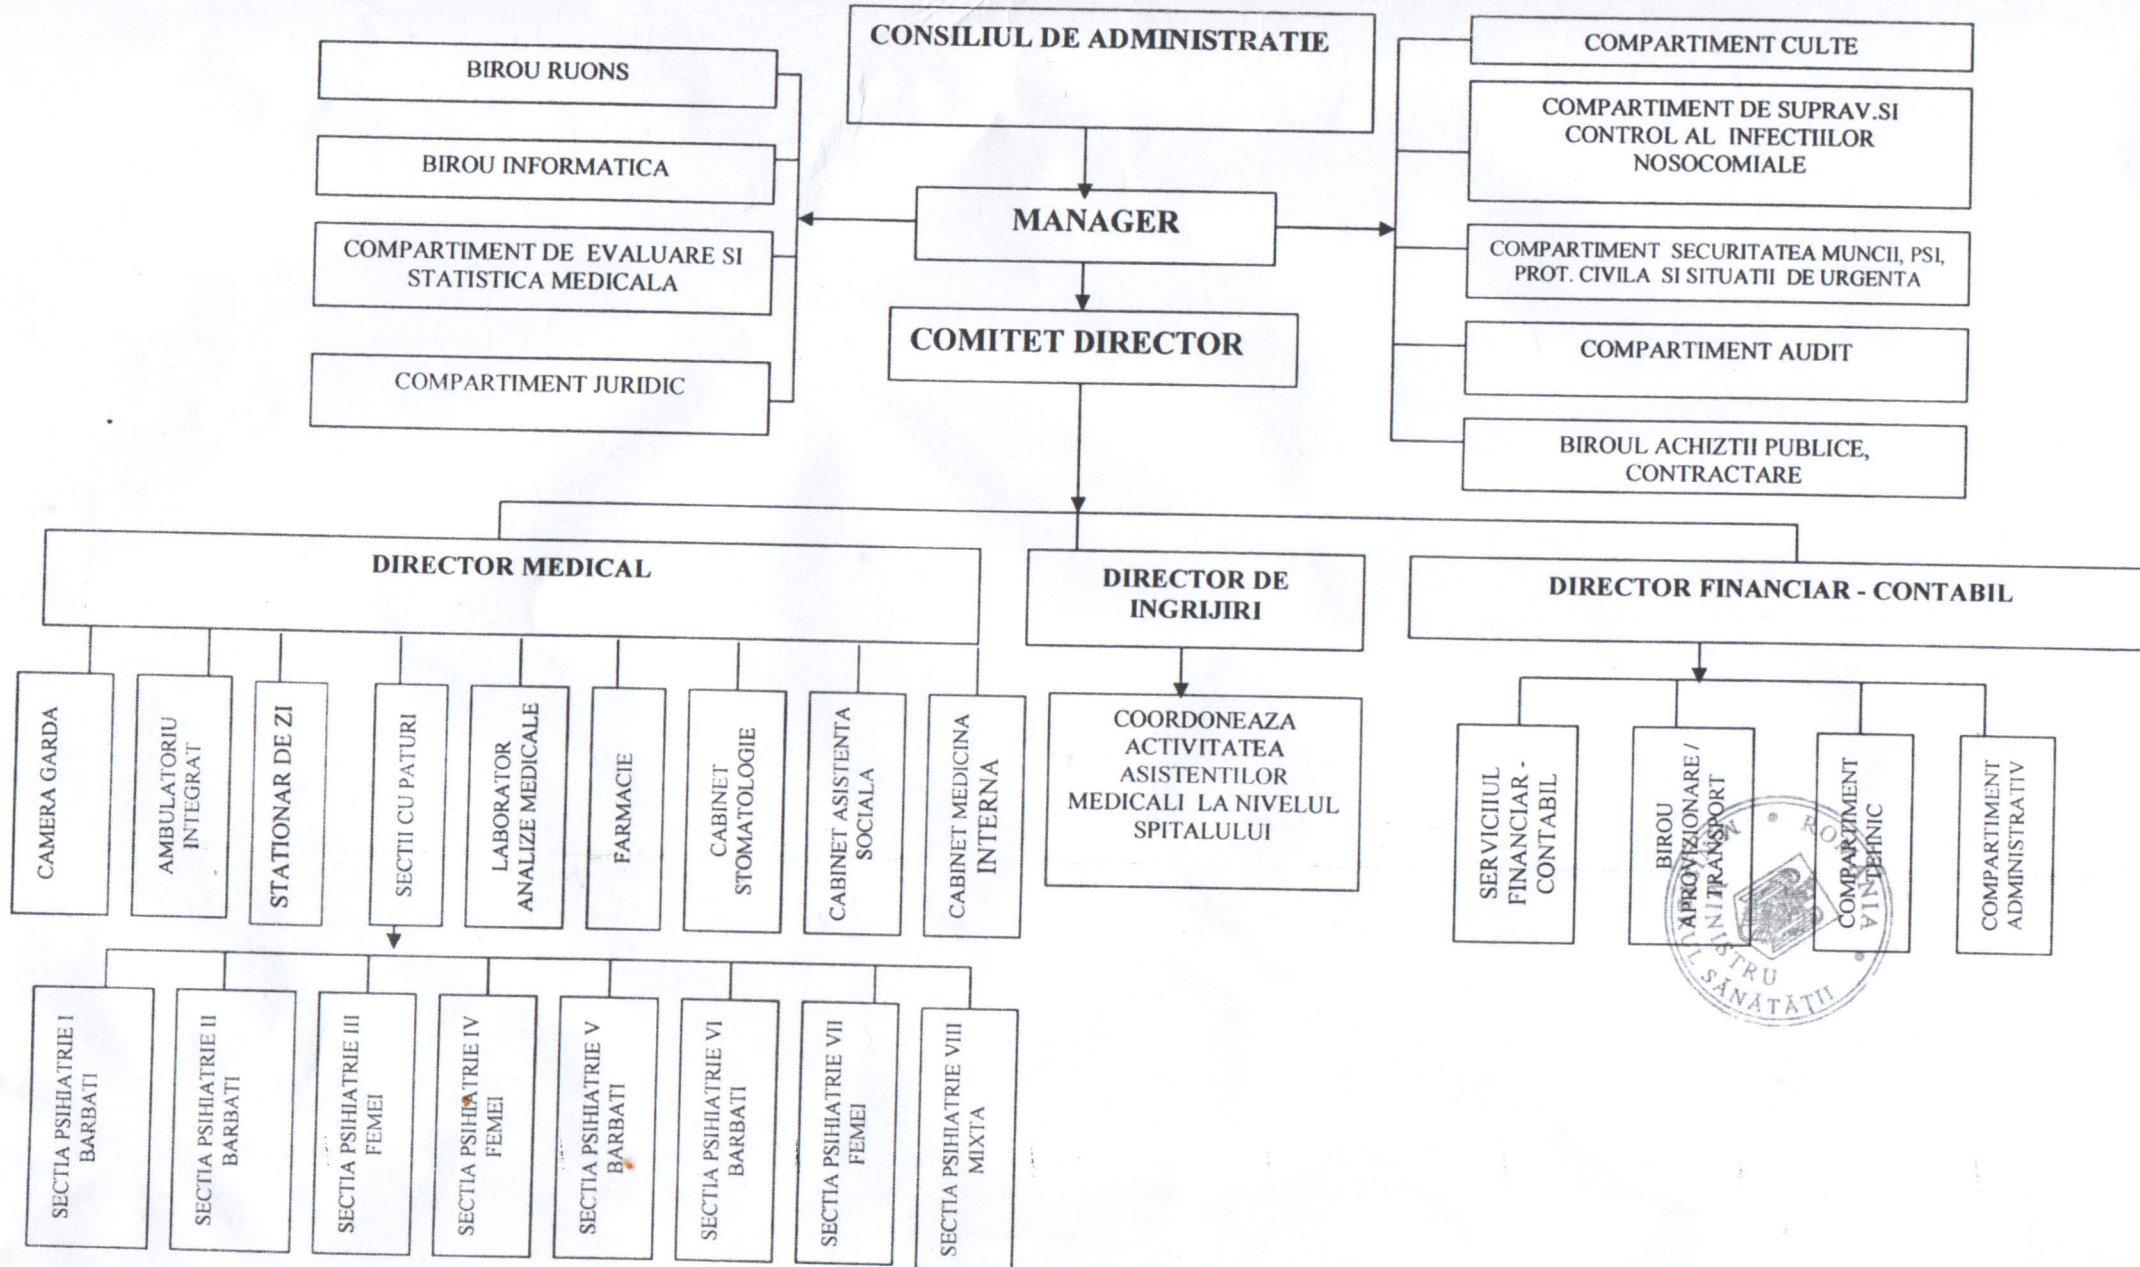 CONSILIUL DE ADMINISTRATIE
BIROU RUONS
BIROU INFORMATICA
COMPARTIMENT DE EVALUARE SI
STATISTICA MEDICALA
COMPARTIMENT JURIDIC
MANAGER
COMITET DIRECTOR
COMPARTIMENT CULTE
COMPARTIMENT DE SUPRAV.SI
CONTROL AL INFECTIILOR
NOSOCOMIALE
COMPARTIMENT SECURITATEA MUNCII, PSI,
PROT. CIVILA SI SITUATII DE URGENTA
COMPARTIMENT AUDIT
BIROUL ACHIZTII PUBLICE,
CONTRACTARE
DIRECTOR MEDICAL
DIRECTOR DE
INGRIJIRI
DIRECTOR FINANCIAR - CONTABIL
CAMERA GARDA
AMBULATORIU
INTEGRAT
STATIONAR DE ZI
SECTII CU PATURI
LABORATOR
ANALIZE MEDICALE
FARMACIE
CABINET
STOMATOLOGIE
CABINET ASISTENTA
SOCIALA
CABINET MEDICINA
INTERNA
COORDONEAZA
ACTIVITATEA
ASISTENTILOR
MEDICALI LA NIVELUL
SPITALULUI
SERVICIIUL
FINANCIAR -
CONTABIL
BIROU
APROVIZIONARE /
TRANSPORT
COMPARTIMENT
TEHNIC
COMPARTIMENT
ADMINISTRATIV
SECTIA PSIHIATRIE I
BARBATI
SECTIA PSIHIATRIE II
BARBATI
SECTIA PSIHIATRIE III
FEMEI
SECTIA PSIHIATRIE IV
FEMEI
SECTIA PSIHIATRIE V
BARBATI
SECTIA PSIHIATRIE VI
BARBATI
SECTIA PSIHIATRIE VII
FEMEI
SECTIA PSIHIATRIE VIII
MIXTA
ROMÂNIA
SĂNĂTĂȚII
MINISTRU